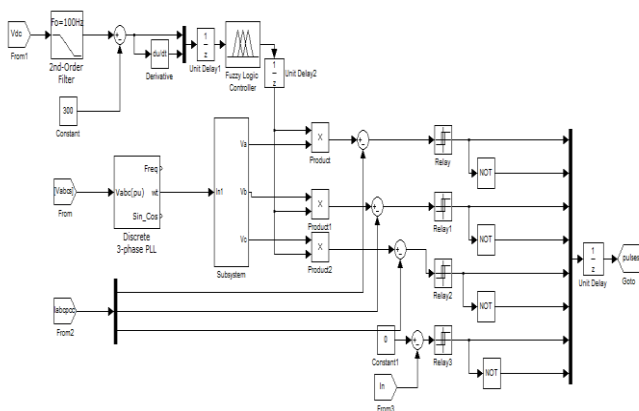 Vdc
From1
Fo=100Hz
2nd-Order
Filter
300
Constant
du/dt
Derivative
1
z
Unit Delay1
Fuzzy Logic
Controller
1
z
Unit Delay2
[Vabcs]
From
Vabc(pu)
Freq
wt
Sin_Cos
Discrete
3-phase PLL
In1
Va
Vb
Vc
Subsystem
X
Product
X
Product1
X
Product2
Relay
NOT
Relay1
NOT
Relay2
NOT
Relay3
NOT
Iabcpcc
From2
0
Constant1
In
From3
1
z
Unit Delay
pulses
Goto